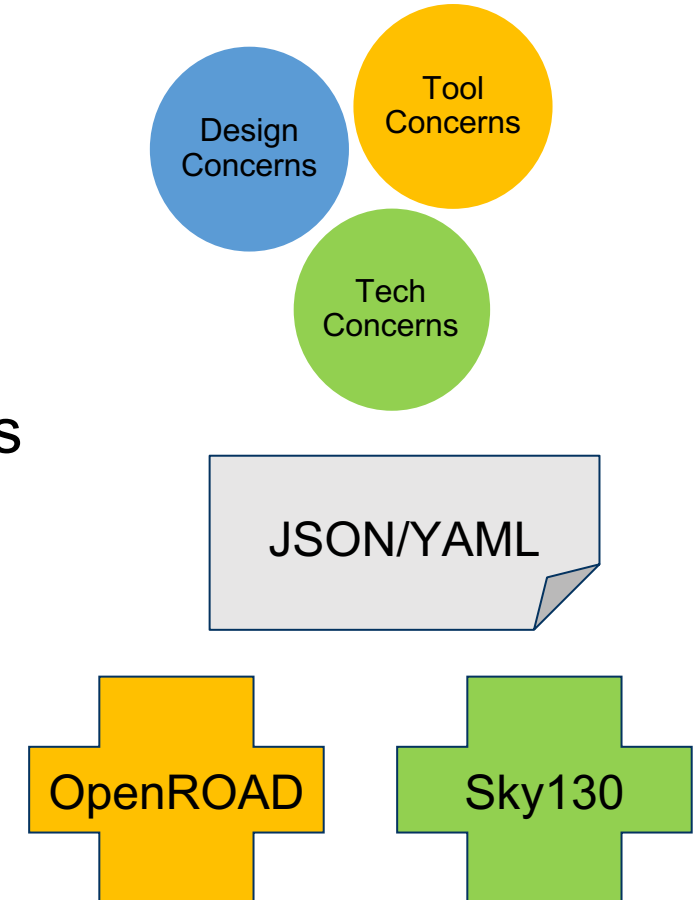 Tool
Concerns
Design
Concerns
Tech
Concerns
s
JSON/YAML
OpenROAD
Sky130